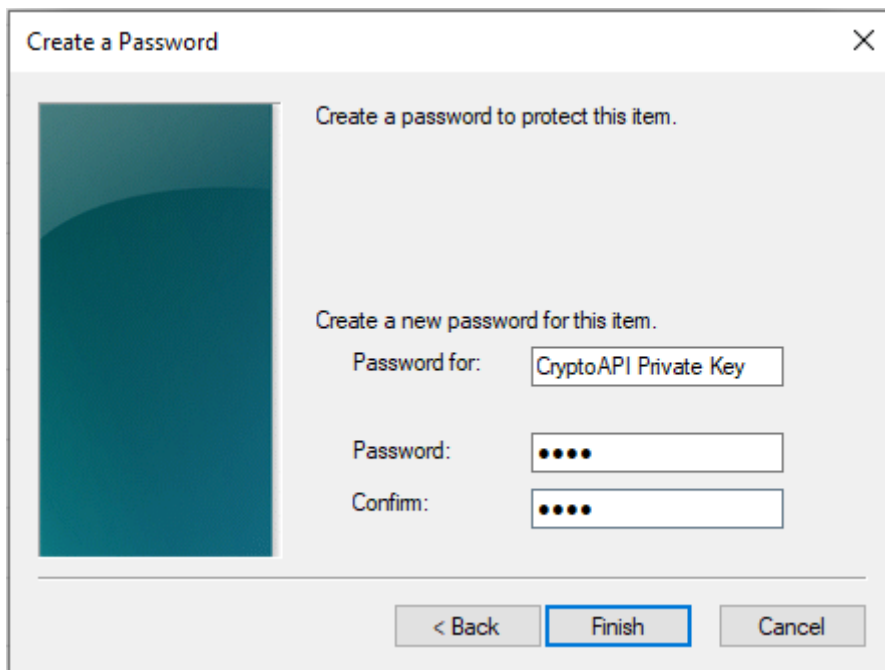 Create a Password
Create a password to protect this item.
Create a new password for this item.
Password for: CryptoAPI Private Key
Password: ●●●●
Confirm: ●●●●
< Back Finish Cancel